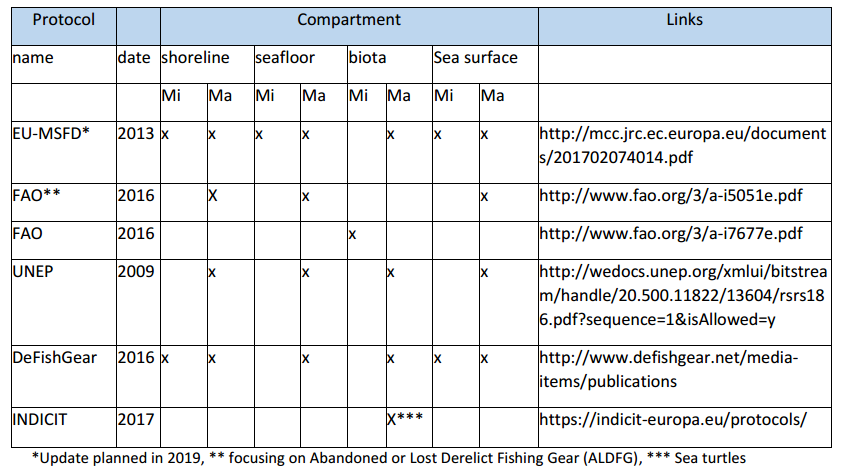 Protocol Compartment Links
name date shoreline seafloor biota Sea surface
Mi Ma Mi Ma Mi Ma Mi Ma
EU-MSFD* 2013 x x x x x x x http://mcc.jrc.ec.europa.eu/document
s/201702074014.pdf
FAO** 2016 X x x http://www.fao.org/3/a-i5051e.pdf
FAO 2016 x http://www.fao.org/3/a-i7677e.pdf
UNEP 2009 x x x x http://wedocs.unep.org/xmlui/bitstrea
m/handle/20.500.11822/13604/rsrs18
6.pdf?sequence=1&isAllowed=y
DeFishGear 2016 x x x x x x http://www.defishgear.net/media-
items/publications
INDICIT 2017 X*** https://indicit-europa.eu/protocols/
*Update planned in 2019, ** focusing on Abandoned or Lost Derelict Fishing Gear (ALDFG), *** Sea turtles